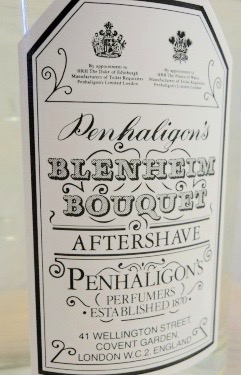 By appointment to
HRH The Duke of Edinburgh
Manufacturers of Toilet Requisites
Penhaligon's Limited London
By appointment to
HRH The Prince of Wales
Manufacturers of Toilet Requisites
Penhaligon's Limited London
Penhaligon's
BLENHEIM
BOUQUET
AFTERSHAVE
PENHALIGON'S
PERFUMERS
ESTABLISHED 1870
41 WELLINGTON STREET,
COVENT GARDEN,
LONDON W.C.2, ENGLAND